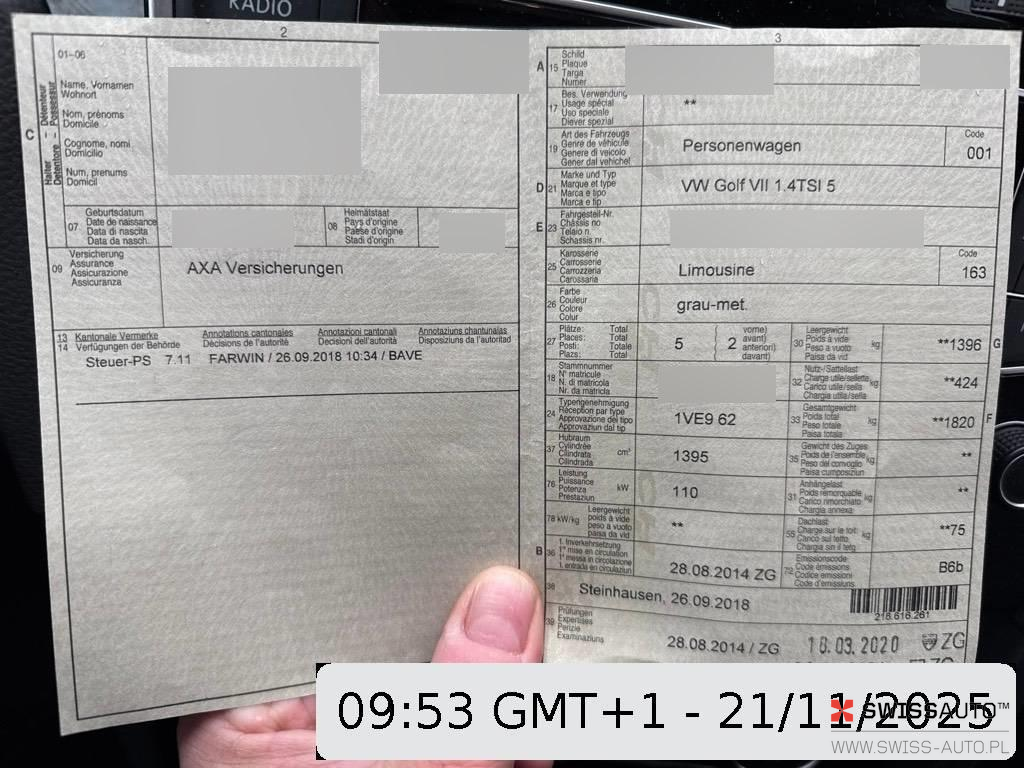 RADIO
2
01-06
C
Halter - Détenteur
Detentore - Possessur
Name, Vornamen
Wohnort
Nom, prénoms
Domicile
Cognome, nomi
Domicilio
Num, prenums
Domicil
07
Geburtsdatum
Date de naissance
Data di nascita
Data da nasch.
08
Heimatstaat
Pays d'origine
Paese d'origine
Stadi d'origin
09
Versicherung
Assurance
Assicurazione
Assicuranza
AXA Versicherungen
13 Kantonale Vermerke Annotations cantonales Annotazioni cantonali Annotaziuns chantunalas
14 Verfügungen der Behörde Décisions de l'autorité Decisioni dell'autorità Disposiziuns da l'autoritad
Steuer-PS 7.11 FARWIN / 26.09.2018 10:34 / BAVE
3
A 15
Schild
Plaque
Targa
Numer
17
Bes. Verwendung
Usage spécial
Uso speciale
Diever spezial
**
19
Art des Fahrzeugs
Genre de véhicule
Genere di veicolo
Gener dal vehichel
Personenwagen
Code
001
D 21
Marke und Typ
Marque et type
Marca e tipo
Marca e tip
VW Golf VII 1.4TSI 5
E 23
Fahrgestell-Nr.
Châssis no
Telaio n.
Schassis nr.
25
Karosserie
Carrosserie
Carrozzeria
Carossaria
Limousine
Code
163
26
Farbe
Couleur
Colore
Colur
grau-met.
27
Plätze: Total
Places: Total
Posti: Totale
Plazs: Total
5 2
vorne)
avant)
anteriori)
davant)
30
Leergewicht
Poids à vide
Peso a vuoto
Paisa da vid
kg
**1396
G
18
Stammnummer
N° matricule
N. di matricola
Nr. da matricla
32
Nutz-/Sattellast
Charge utile/sellette
Carico utile/sella
Chargia utila/sella
kg
**424
24
Typengenehmigung
Réception par type
Approvazione del tipo
Approvaziun dal tip
1VE9 62
33
Gesamtgewicht
Poids total
Peso totale
Paisa totala
kg
**1820
F
37
Hubraum
Cylindrée
Cilindrata
Cilindrada
cm³
1395
35
Gewicht des Zuges
Poids de l'ensemble
Peso del convoglio
Paisa cumposiziun
kg
**
76
Leistung
Puissance
Potenza
Prestaziun
kW
110
31
Anhängelast
Poids remorquable
Carico rimorchiato
Chargia annexa
kg
**
78 kW/kg
Leergewicht
poids à vide
peso a vuoto
paisa da vid
**
55
Dachlast
Charge sur le toit
Carico sul tetto
Chargia sin il tetg
kg
**75
B 36
1. Inverkehrsetzung
1re mise en circulation
1a messa in circolazione
1. entrada en circulaziun
28.08.2014 ZG
72
Emissionscode
Code émissions
Codice emissioni
Code d'emissiuns
B6b
38
Steinhausen, 26.09.2018
218.616.261
39
Prüfungen
Expertises
Perizie
Examinaziuns
28.08.2014 / ZG
18.03.2020 ZG
09:53 GMT+1 - 21/11/2025
SWISSAUTO™
WWW.SWISS-AUTO.PL